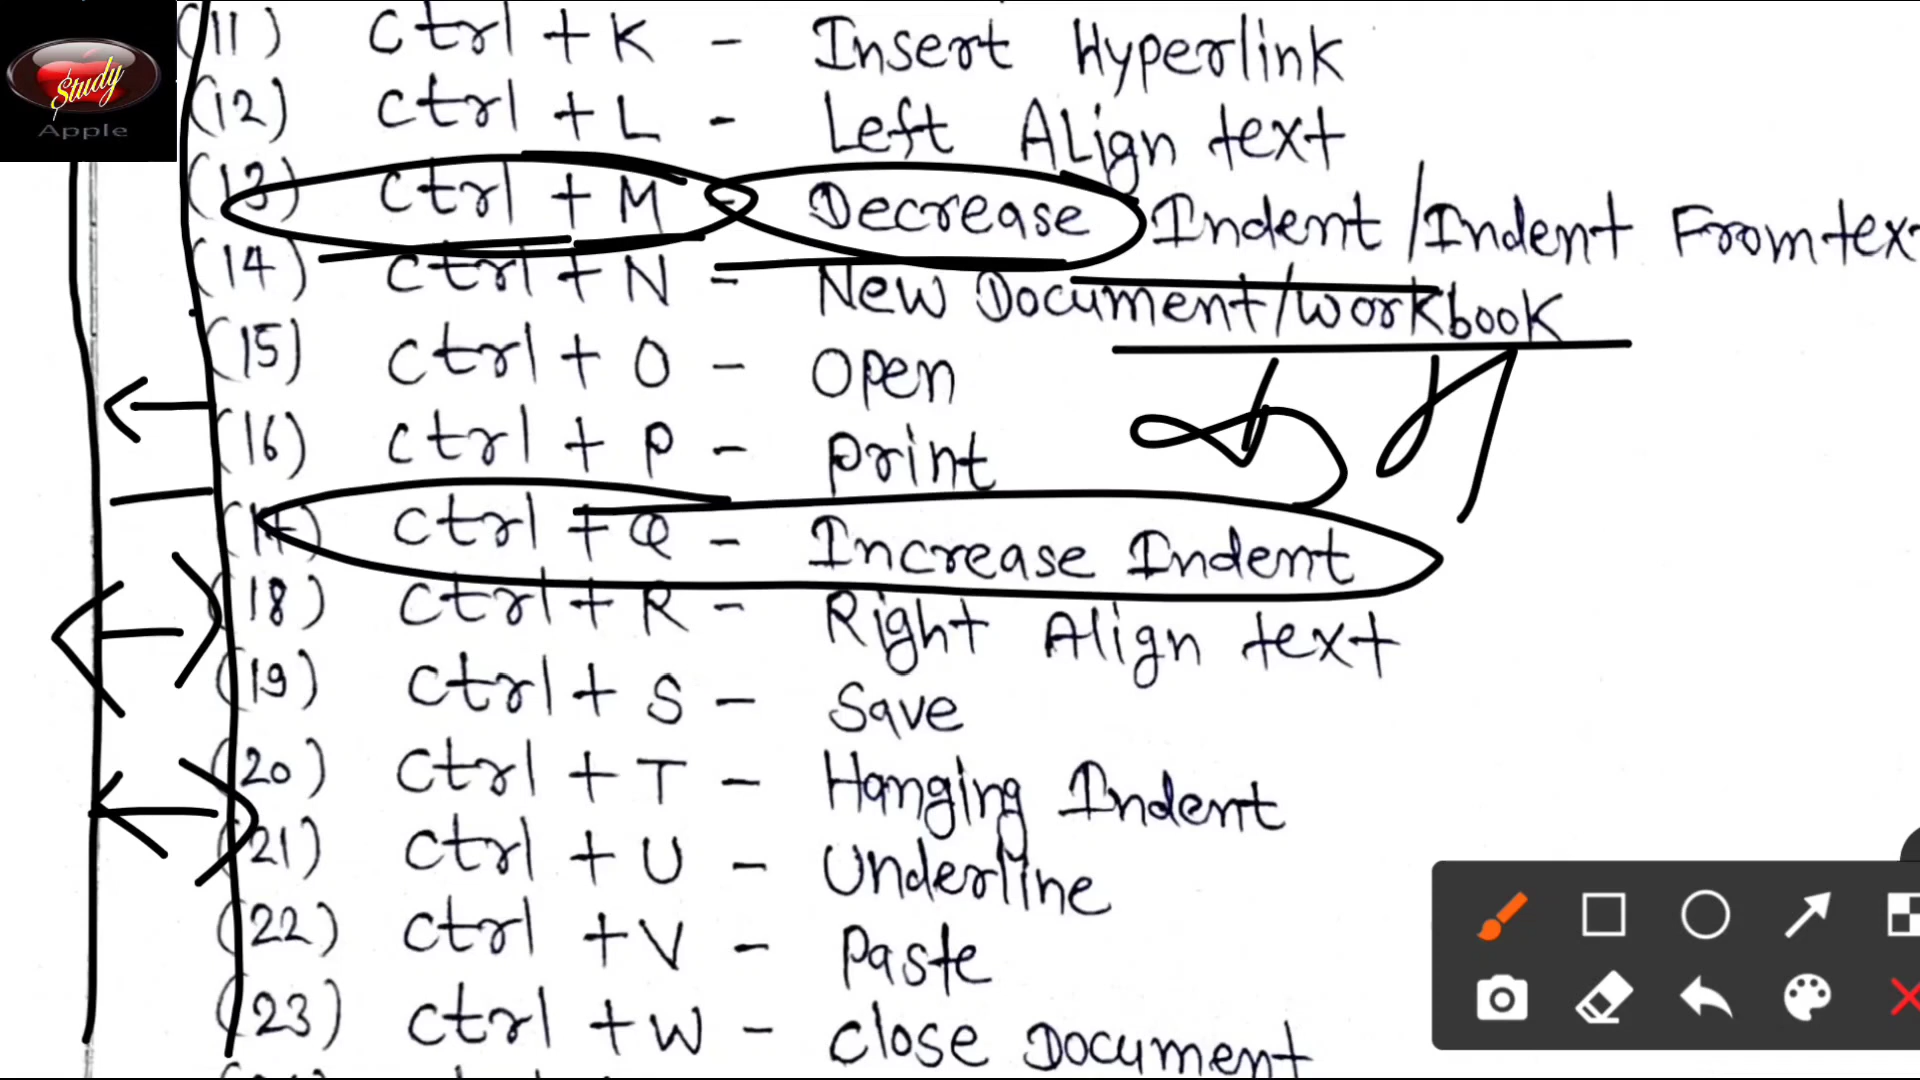 Study
Apple
(11) Ctrl + K - Insert Hyperlink
(12) Ctrl + L - Left ALign text
(13) Ctrl + M - Decrease Indent / Indent From tex
(14) Ctrl + N - New Document/Workbook
(15) Ctrl + O - Open
(16) Ctrl + P - Print
(17) Ctrl + Q - Increase Indent
(18) Ctrl + R - Right Align text
(19) Ctrl + S - Save
(20) Ctrl + T - Hanging Indent
(21) Ctrl + U - Underline
(22) Ctrl + V - Paste
(23) Ctrl + W - Close Document